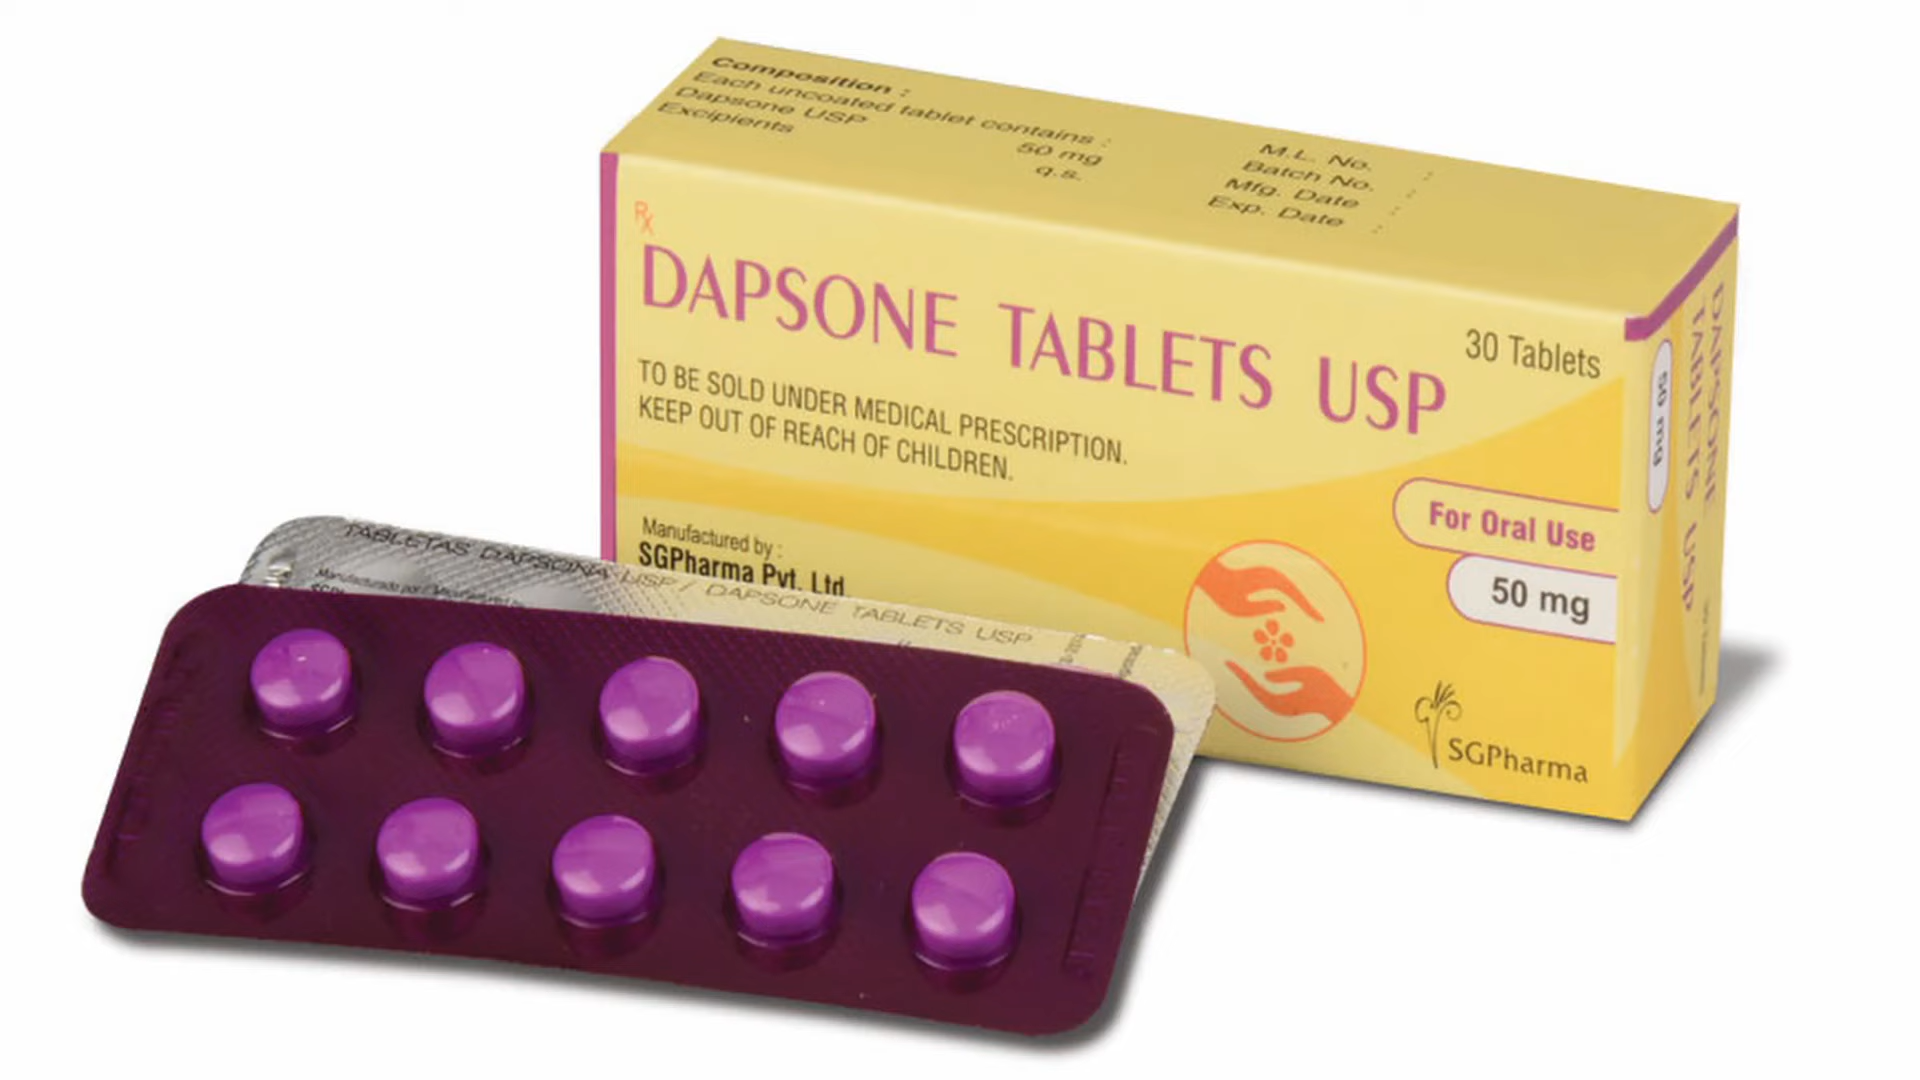 Composition :
Each uncoated tablet contains :
Dapsone USP 50 mg
Excipients q.s.
M.L. No. :
Batch No. :
Mfg. Date :
Exp. Date :
Rx
DAPSONE TABLETS USP
30 Tablets
TO BE SOLD UNDER MEDICAL PRESCRIPTION.
KEEP OUT OF REACH OF CHILDREN.
Manufactured by :
SGPharma Pvt. Ltd.
For Oral Use
50 mg
SGPharma
DAPSONE
TABLETS USP
50 mg
TABLETAS DAPSONA USP / DAPSONE TABLETS USP